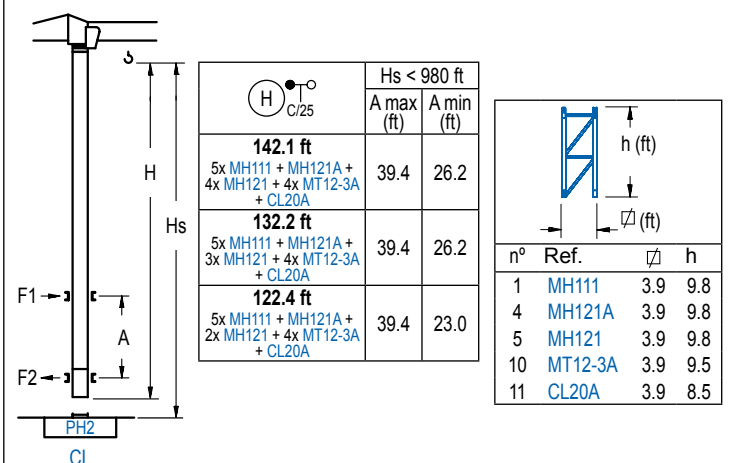 H
Hs
F1
A
F2
PH2
CL
H C/25
Hs < 980 ft
A max (ft)
A min (ft)
142.1 ft
5x MH111 + MH121A +
4x MH121 + 4x MT12-3A
+ CL20A
39.4 26.2
132.2 ft
5x MH111 + MH121A +
3x MH121 + 4x MT12-3A
+ CL20A
39.4 26.2
122.4 ft
5x MH111 + MH121A +
2x MH121 + 4x MT12-3A
+ CL20A
39.4 23.0
h (ft)
(ft)
nº Ref. h
1 MH111 3.9 9.8
4 MH121A 3.9 9.8
5 MH121 3.9 9.8
10 MT12-3A 3.9 9.5
11 CL20A 3.9 8.5